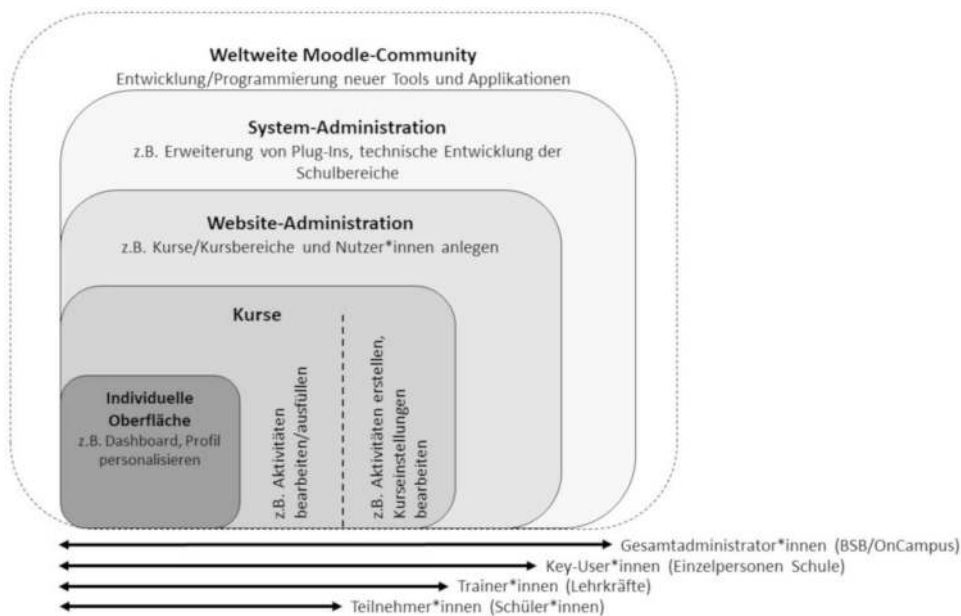 Weltweite Moodle-Community
Entwicklung/Programmierung neuer Tools und Applikationen
System-Administration
z.B. Erweiterung von Plug-Ins, technische Entwicklung der
Schulbereiche
Website-Administration
z.B. Kurse/Kursbereiche und Nutzer*innen anlegen
Kurse
Individuelle
Oberfläche
z.B. Dashboard, Profil
personalisieren
z.B. Aktivitäten
bearbeiten/ausfüllen
z.B. Aktivitäten erstellen,
Kurseinstellungen
bearbeiten
Gesamtadministrator*innen (BSB/OnCampus)
Key-User*innen (Einzelpersonen Schule)
Trainer*innen (Lehrkräfte)
Teilnehmer*innen (Schüler*innen)